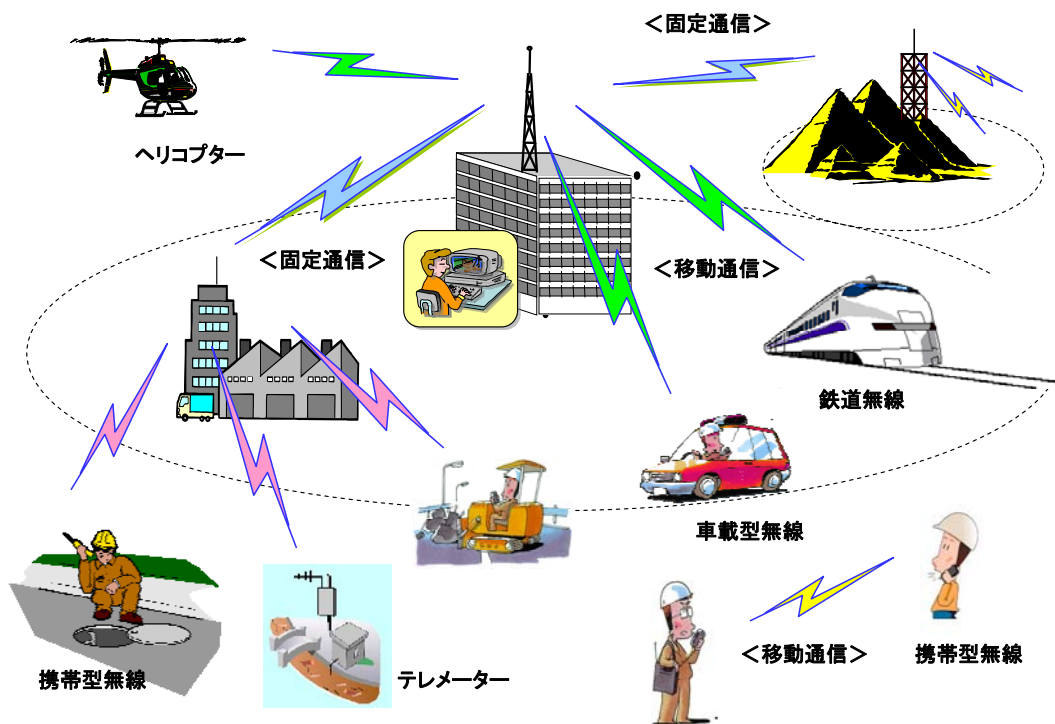 ＜固定通信＞
ヘリコプター
＜固定通信＞
＜移動通信＞
鉄道無線
車載型無線
＜移動通信＞
携帯型無線
携帯型無線
テレメーター